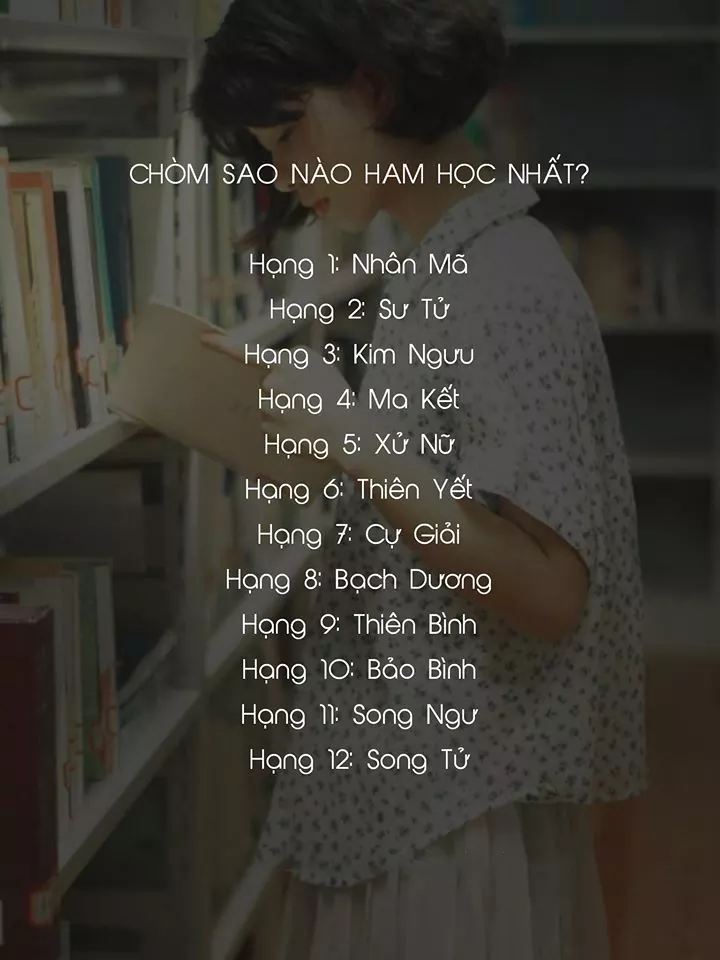 CHÒM SAO NÀO HAM HỌC NHẤT?
Hạng 1: Nhân Mã
Hạng 2: Sư Tử
Hạng 3: Kim Ngưu
Hạng 4: Ma Kết
Hạng 5: Xử Nữ
Hạng 6: Thiên Yết
Hạng 7: Cự Giải
Hạng 8: Bạch Dương
Hạng 9: Thiên Bình
Hạng 10: Bảo Bình
Hạng 11: Song Ngư
Hạng 12: Song Tử